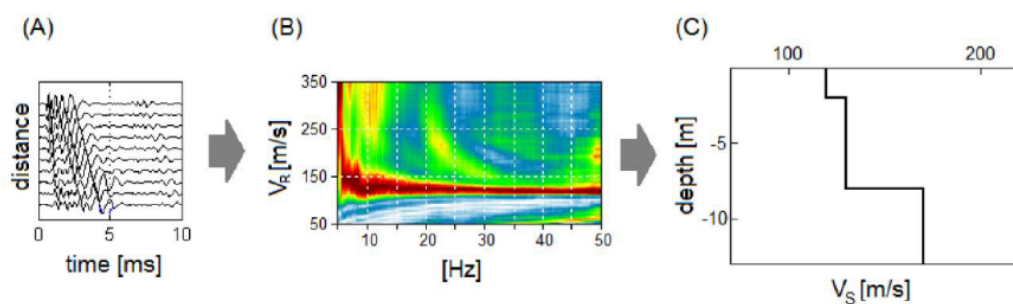 (A)
distance
0 5 10
time [ms]
(B)
350
250
150
50
V_R [m/s]
10 20 30 40 50
[Hz]
(C)
100 200
-5
-10
depth [m]
V_S [m/s]